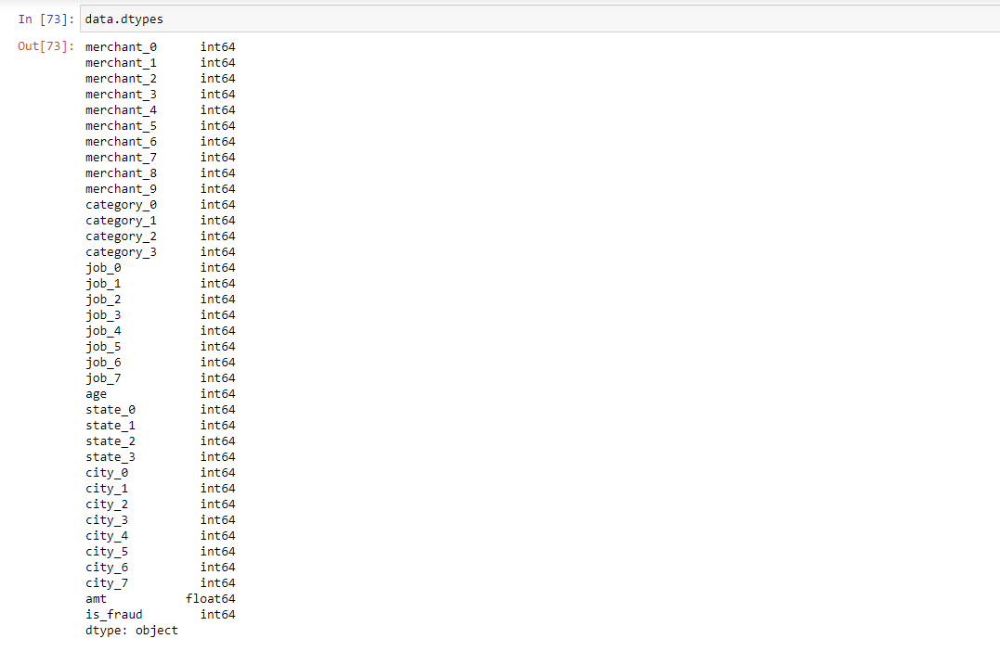 In [73]: data.dtypes
Out[73]: merchant_0 int64
merchant_1 int64
merchant_2 int64
merchant_3 int64
merchant_4 int64
merchant_5 int64
merchant_6 int64
merchant_7 int64
merchant_8 int64
merchant_9 int64
category_0 int64
category_1 int64
category_2 int64
category_3 int64
job_0 int64
job_1 int64
job_2 int64
job_3 int64
job_4 int64
job_5 int64
job_6 int64
job_7 int64
age int64
state_0 int64
state_1 int64
state_2 int64
state_3 int64
city_0 int64
city_1 int64
city_2 int64
city_3 int64
city_4 int64
city_5 int64
city_6 int64
city_7 int64
amt float64
is_fraud int64
dtype: object